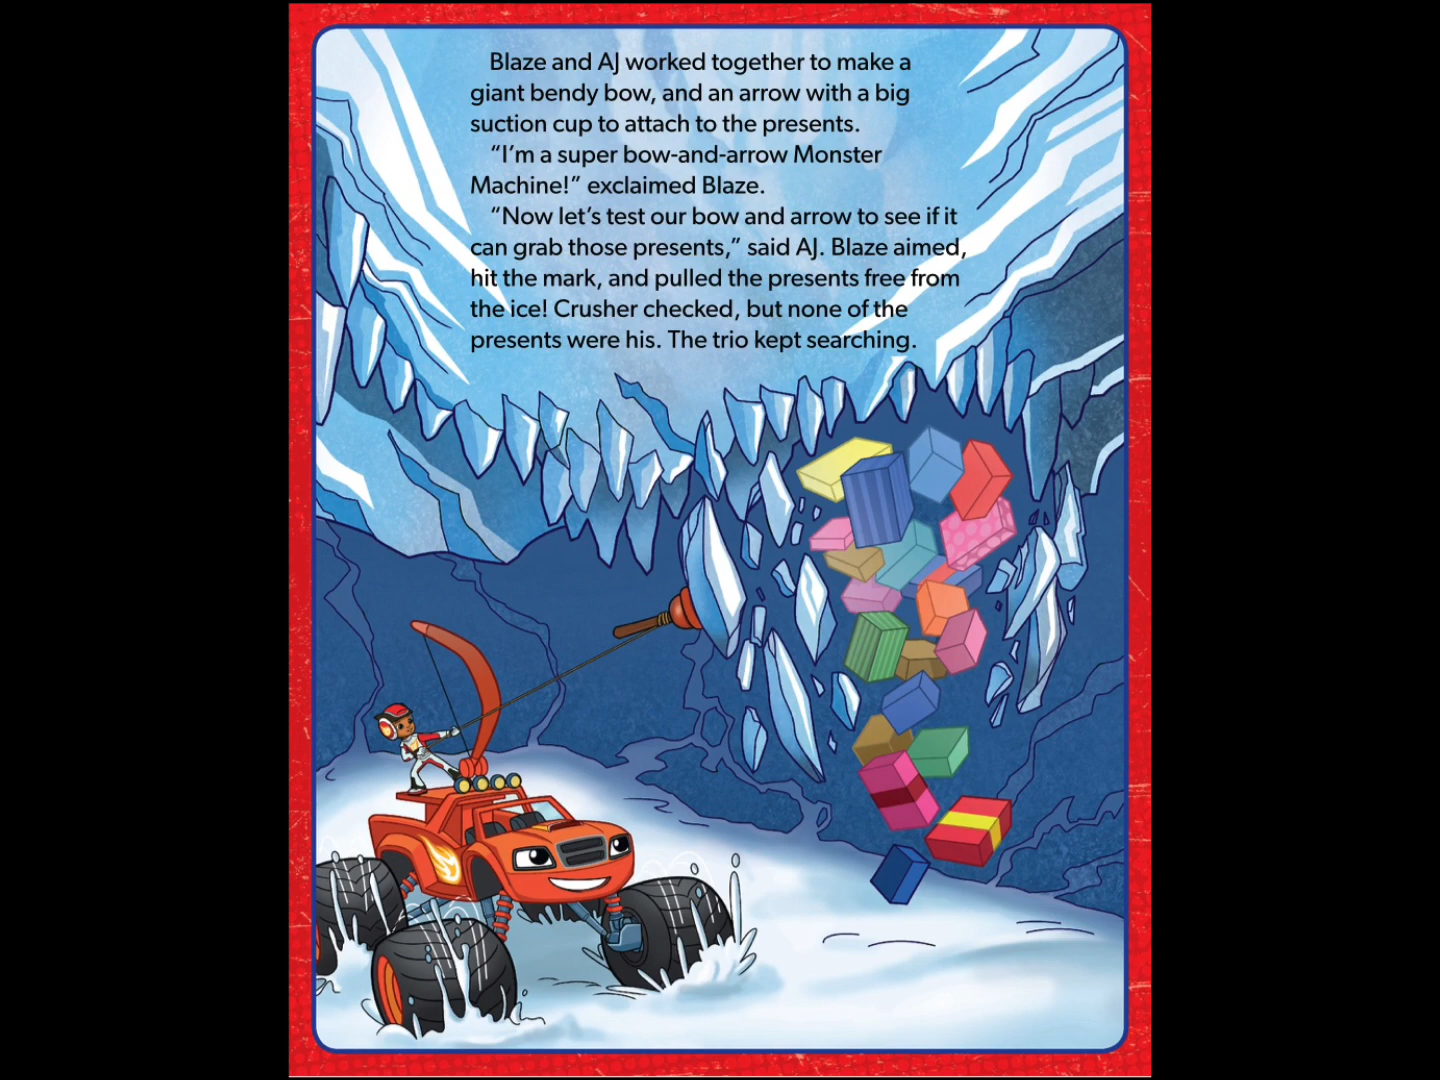 Blaze and AJ worked together to make a
giant bendy bow, and an arrow with a big
suction cup to attach to the presents.
“I’m a super bow-and-arrow Monster
Machine!” exclaimed Blaze.
“Now let’s test our bow and arrow to see if it
can grab those presents,” said AJ. Blaze aimed,
hit the mark, and pulled the presents free from
the ice! Crusher checked, but none of the
presents were his. The trio kept searching.